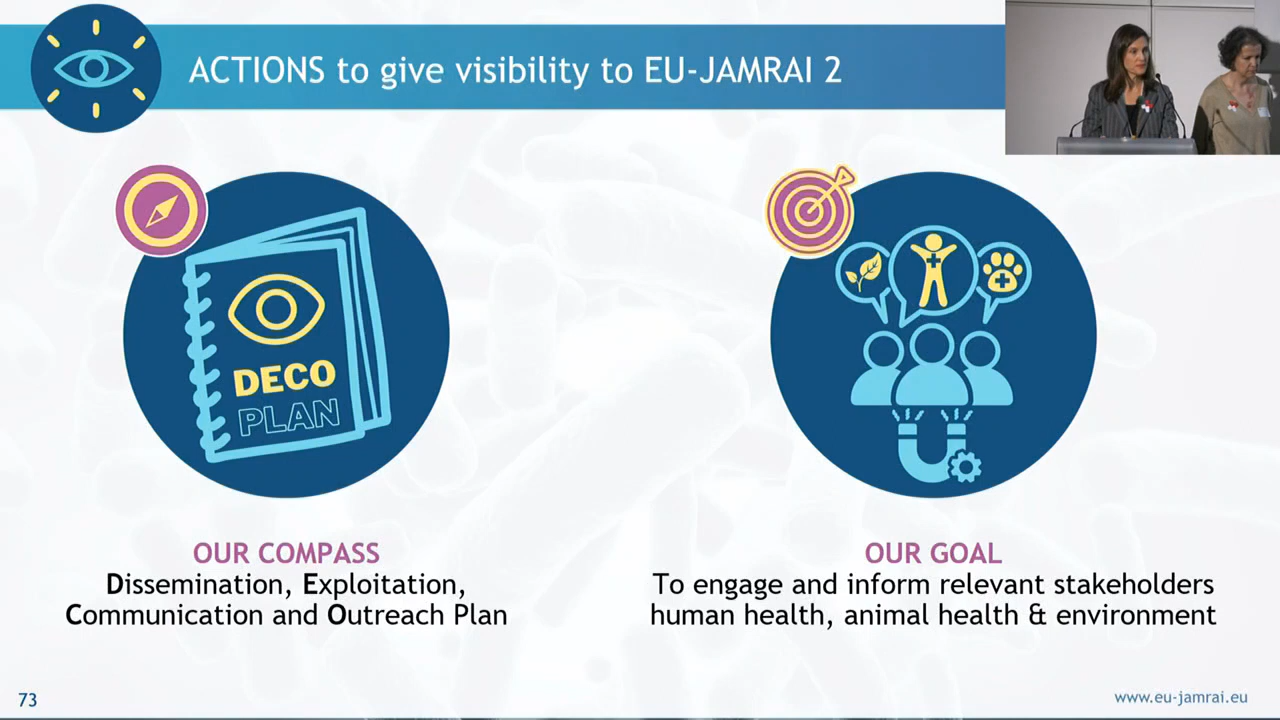 ACTIONS to give visibility to EU-JAMRAI 2
DECO
PLAN
OUR COMPASS
Dissemination, Exploitation,
Communication and Outreach Plan
OUR GOAL
To engage and inform relevant stakeholders
human health, animal health & environment
73
www.eu-jamrai.eu